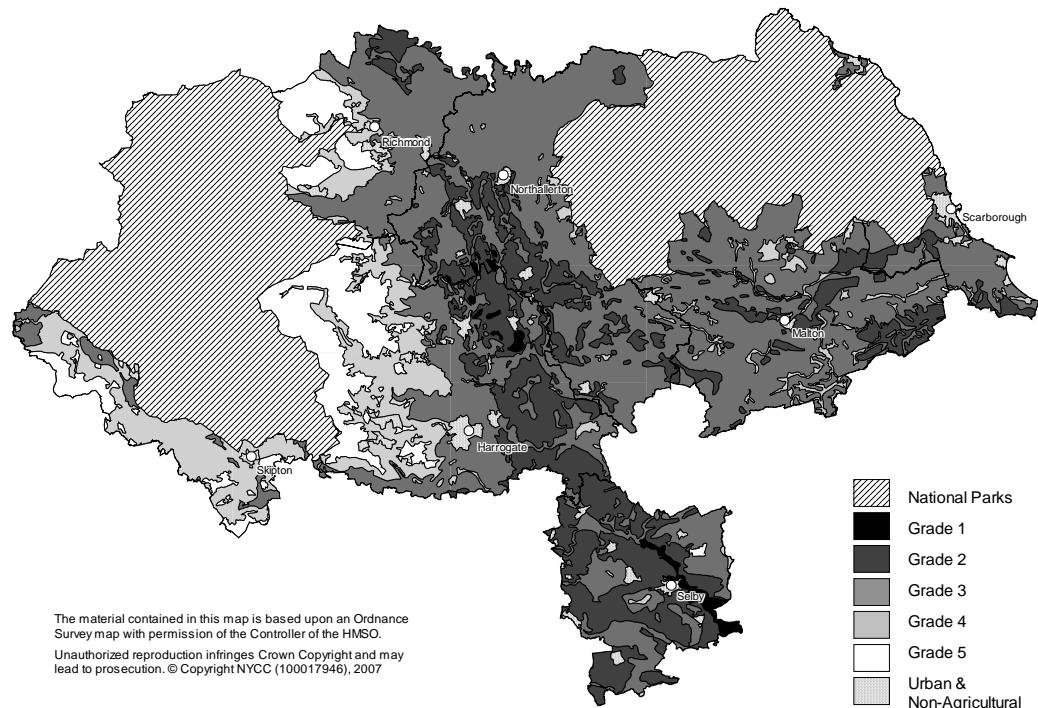 Richmond
Northallerton
Scarborough
Malton
Harrogate
Skipton
Selby
National Parks
Grade 1
Grade 2
Grade 3
Grade 4
Grade 5
Urban &
Non-Agricultural
The material contained in this map is based upon an Ordnance
Survey map with permission of the Controller of the HMSO.
Unauthorized reproduction infringes Crown Copyright and may
lead to prosecution. © Copyright NYCC (100017946), 2007